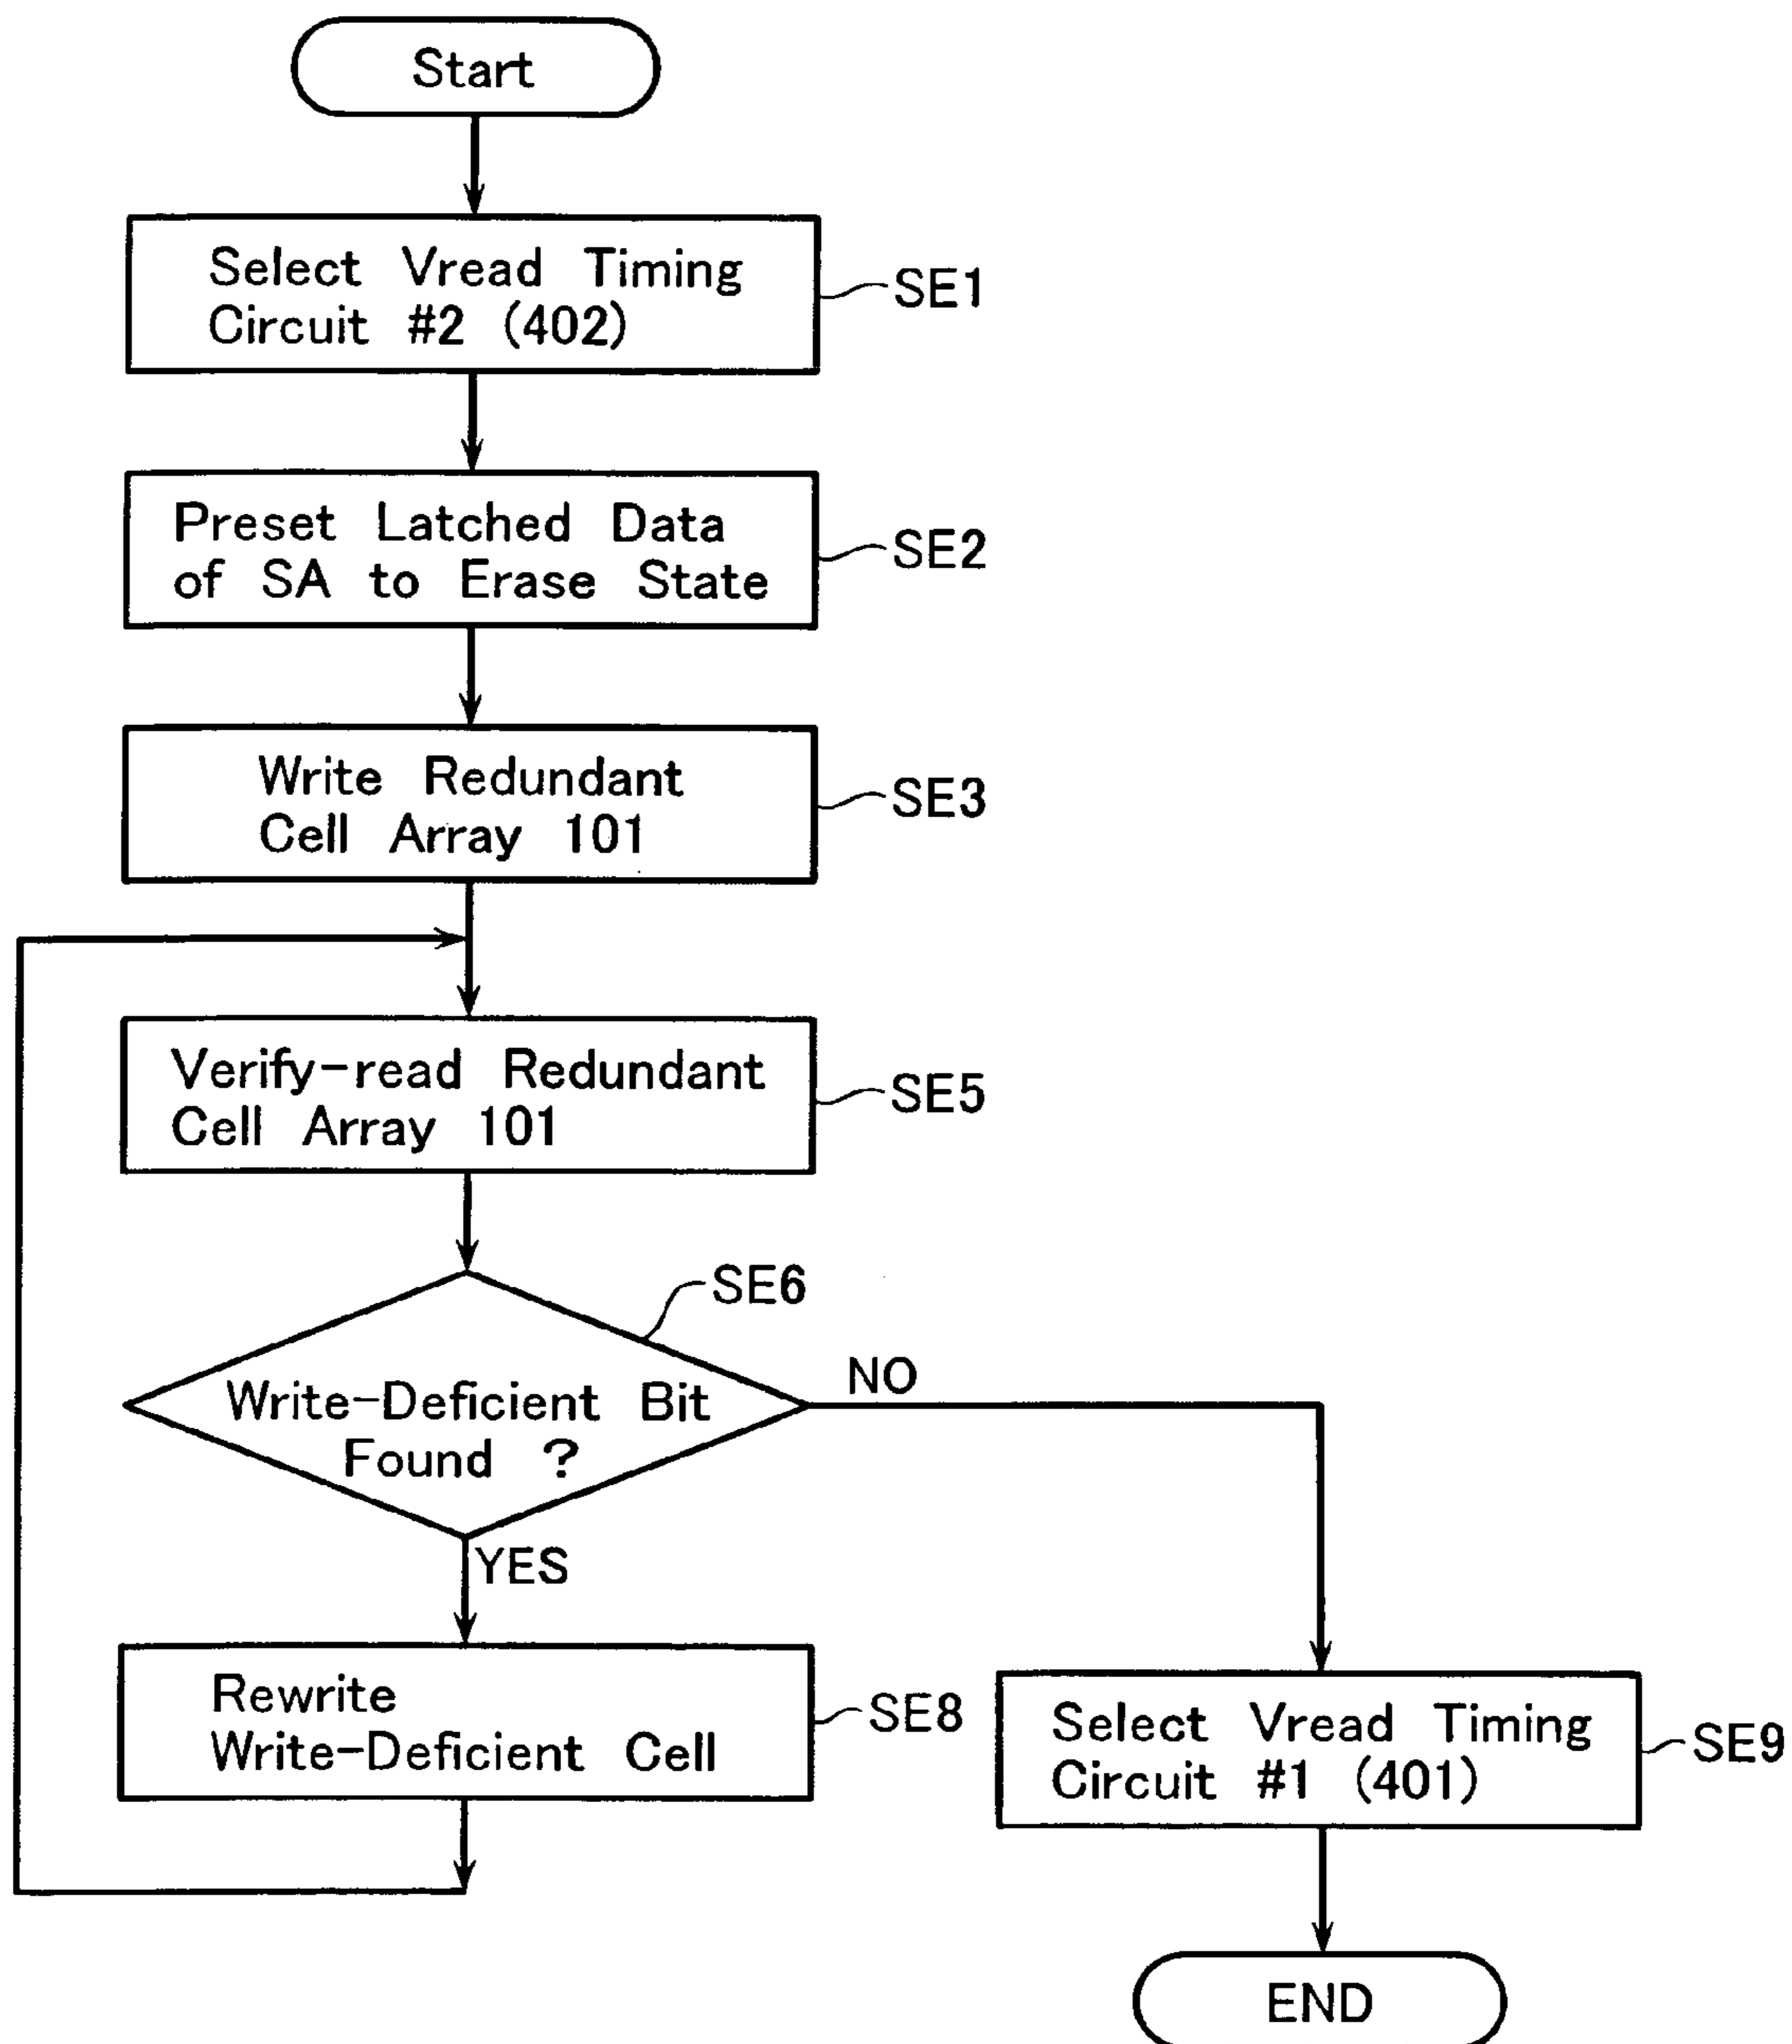 Start
Select Vread Timing
Circuit #2 (402)
SE1
Preset Latched Data
of SA to Erase State
SE2
Write Redundant
Cell Array 101
SE3
Verify-read Redundant
Cell Array 101
SE5
SE6
Write-Deficient Bit
Found ?
NO
YES
Rewrite
Write-Deficient Cell
SE8
Select Vread Timing
Circuit #1 (401)
SE9
END